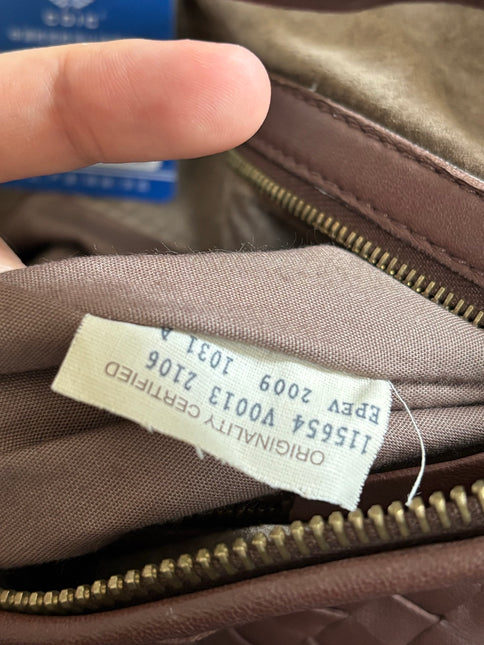 ORIGINALITY CERTIFIED
115654 V0013 2106
EPEV 2009 1031 A